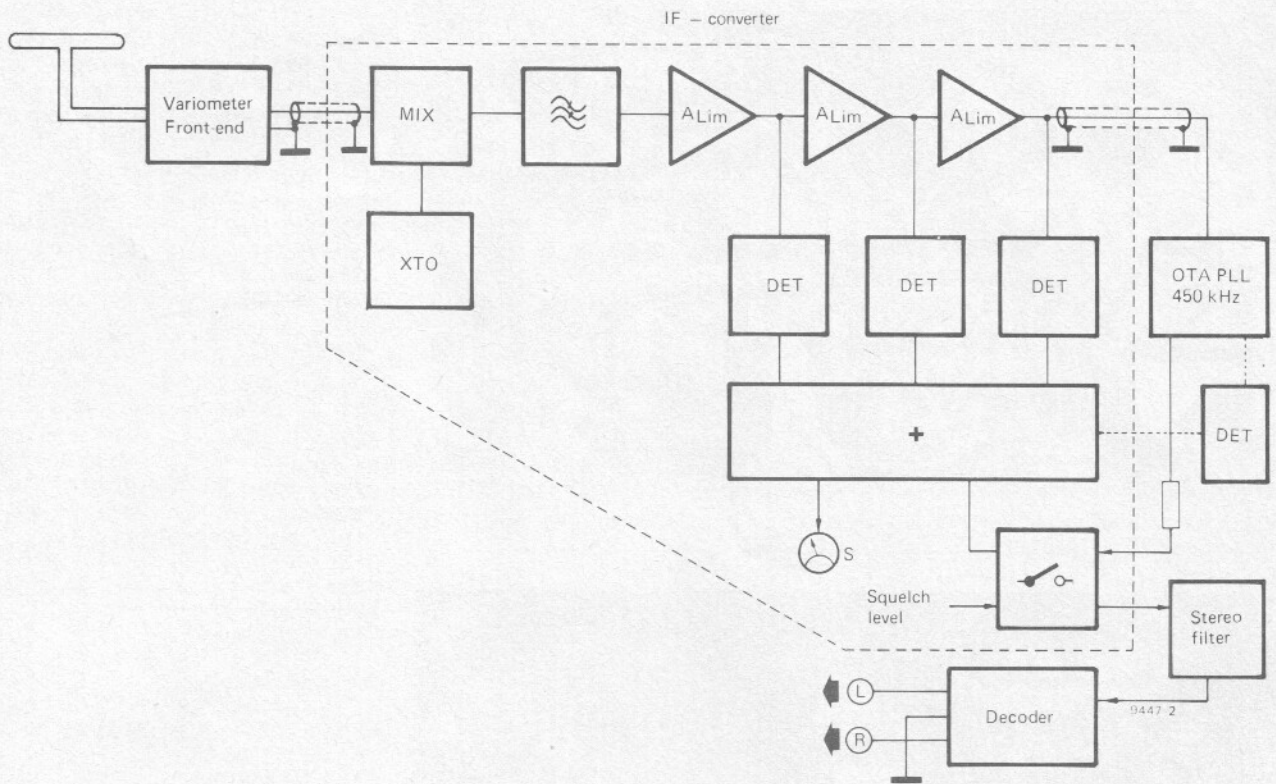 IF – converter
Variometer
Front-end
MIX
ALim
ALim
ALim
XTO
DET
DET
DET
OTA PLL
450 kHz
+
DET
S
Squelch
level
Stereo
filter
L
R
Decoder
9447-2